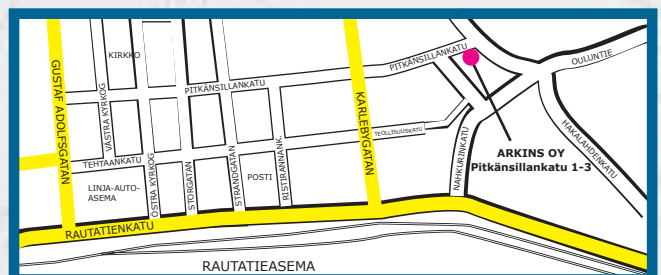 KIRKKO
GUSTAF ADOLFSGATAN
VÄSTRA KYRKOG
PITKÄNSILLANKATU
KARLEBYGATAN
PITKÄNSILLANKATU
OULUNTIE
TEHTAANKATU
ÖSTRA KYRKOG
STORGATAN
STRANDGATAN
RISTIRANNANK.
TEOLLISUUSKATU
NAHKURINKATU
HAKALAHDENKATU
ARKINS OY
Pitkänsillankatu 1-3
LINJA-AUTO-
ASEMA
POSTI
RAUTATIENKATU
RAUTATIEASEMA